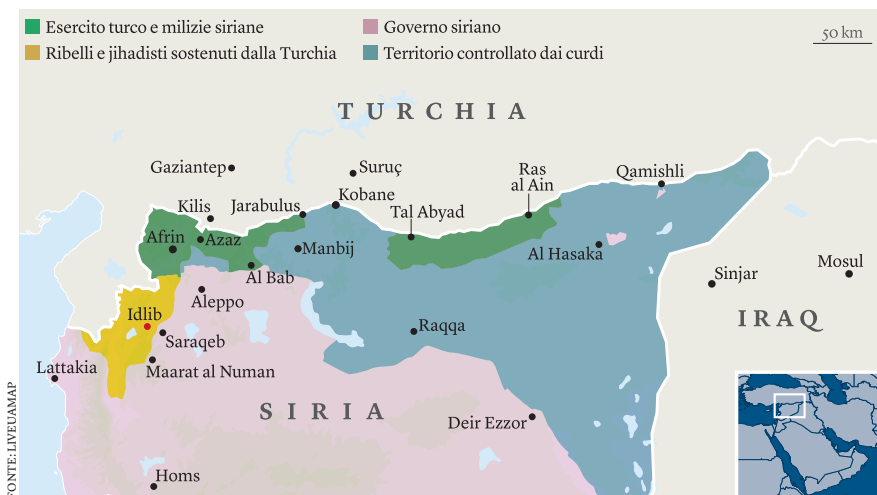 Esercito turco e milizie siriane
Governo siriano
Ribelli e jihadisti sostenuti dalla Turchia
Territorio controllato dai curdi
50 km
TURCHIA
Gaziantep
Suruç
Ras
al Ain
Qamishli
Kobane
Kilis
Jarabulus
Tal Abyad
Afrin
Azaz
Manbij
Al Hasaka
Al Bab
Mosul
Sinjar
Aleppo
Idlib
IRAQ
Raqqa
Saraqeb
Lattakia
Maarat al Numan
SIRIA
Deir Ezzor
Homs
FONTE: LIVEUAMAP